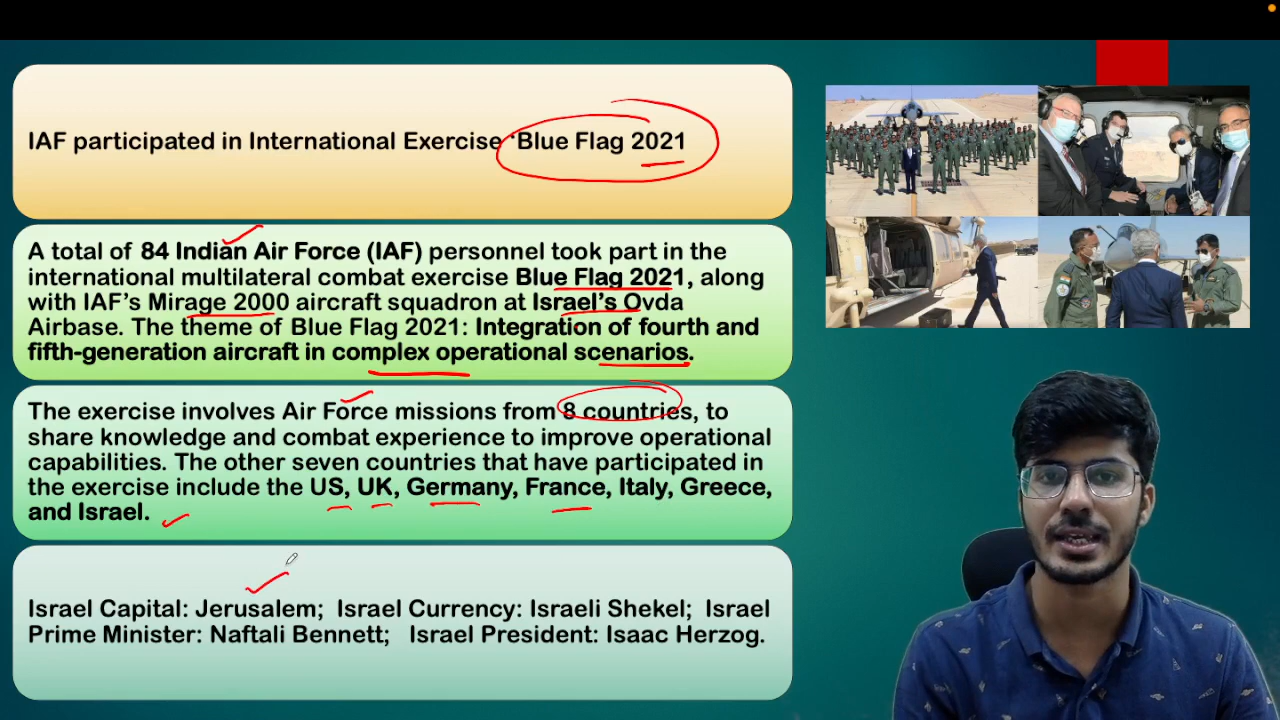 IAF participated in International Exercise ‘Blue Flag 2021
A total of 84 Indian Air Force (IAF) personnel took part in the
international multilateral combat exercise Blue Flag 2021, along
with IAF’s Mirage 2000 aircraft squadron at Israel’s Ovda
Airbase. The theme of Blue Flag 2021: Integration of fourth and
fifth-generation aircraft in complex operational scenarios.
The exercise involves Air Force missions from 8 countries, to
share knowledge and combat experience to improve operational
capabilities. The other seven countries that have participated in
the exercise include the US, UK, Germany, France, Italy, Greece,
and Israel.
Israel Capital: Jerusalem; Israel Currency: Israeli Shekel; Israel
Prime Minister: Naftali Bennett; Israel President: Isaac Herzog.